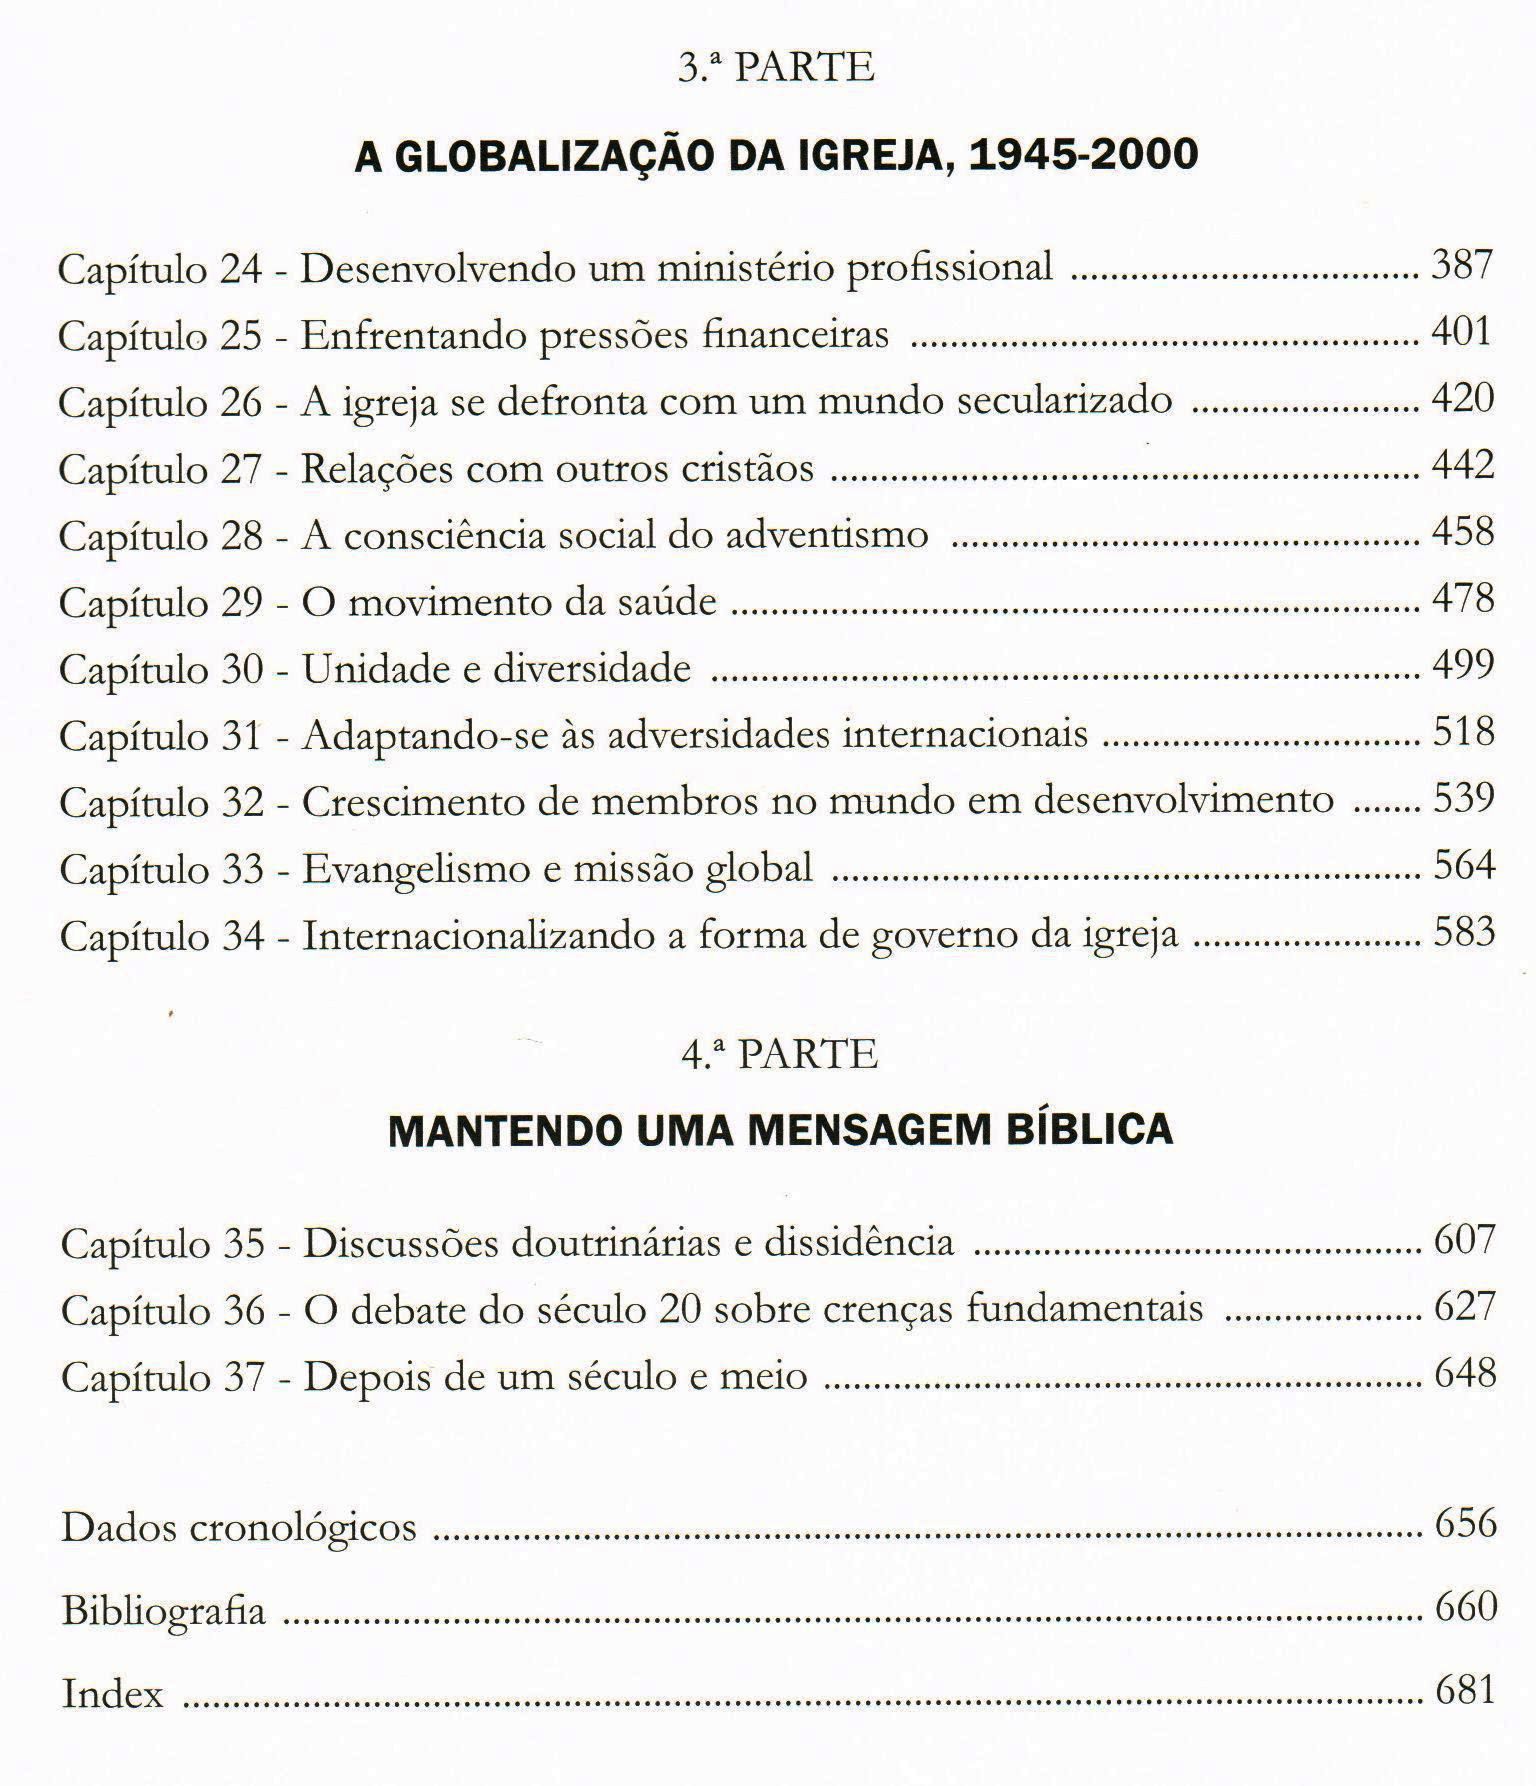 3.ª PARTE
A GLOBALIZAÇÃO DA IGREJA, 1945-2000
Capítulo 24 - Desenvolvendo um ministério profissional .................................. 387
Capítulo 25 - Enfrentando pressões financeiras .................................................. 401
Capítulo 26 - A igreja se defronta com um mundo secularizado ...................... 420
Capítulo 27 - Relações com outros cristãos .......................................................... 442
Capítulo 28 - A consciência social do adventismo .............................................. 458
Capítulo 29 - O movimento da saúde .................................................................... 478
Capítulo 30 - Unidade e diversidade ...................................................................... 499
Capítulo 31 - Adaptando-se às adversidades internacionais ............................... 518
Capítulo 32 - Crescimento de membros no mundo em desenvolvimento ....... 539
Capítulo 33 - Evangelismo e missão global .......................................................... 564
Capítulo 34 - Internacionalizando a forma de governo da igreja ...................... 583
4.ª PARTE
MANTENDO UMA MENSAGEM BÍBLICA
Capítulo 35 - Discussões doutrinárias e dissidência ............................................ 607
Capítulo 36 - O debate do século 20 sobre crenças fundamentais ................... 627
Capítulo 37 - Depois de um século e meio ........................................................... 648
Dados cronológicos .................................................................................................. 656
Bibliografia ................................................................................................................. 660
Index ........................................................................................................................... 681